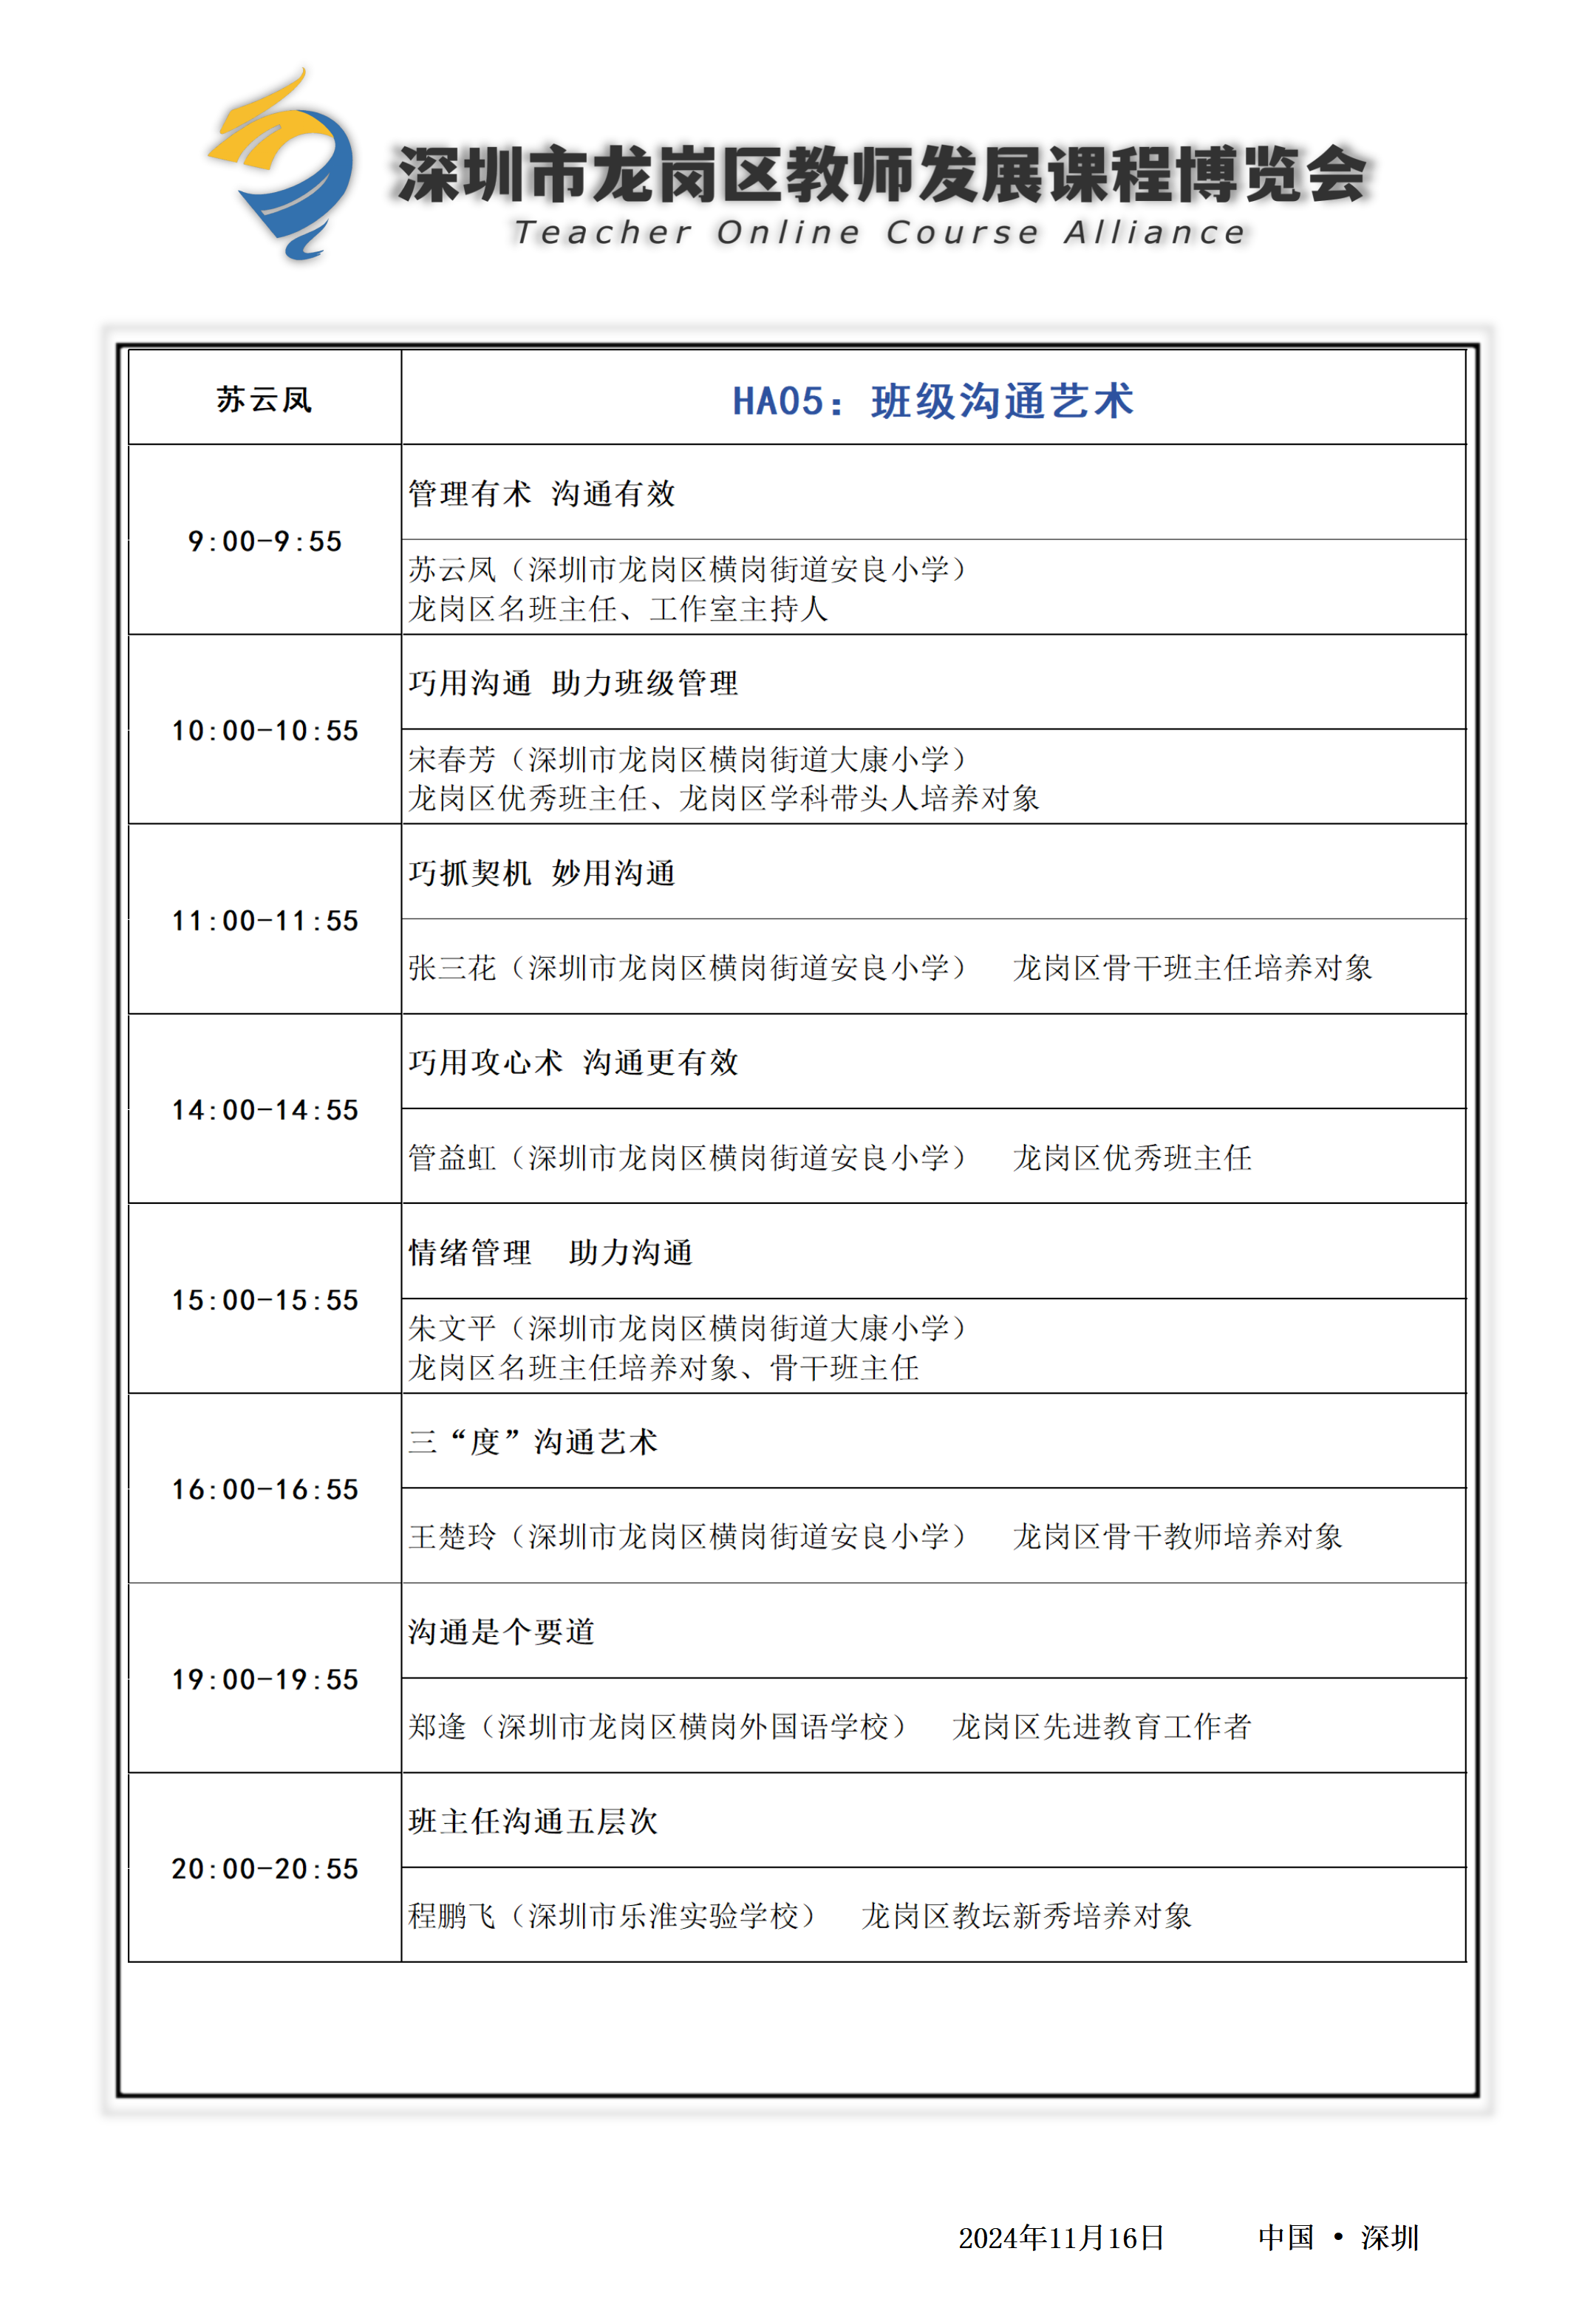 深圳市龙岗区教师发展课程博览会
Teacher Online Course Alliance
苏云凤
HA05：班级沟通艺术
9:00-9:55
管理有术 沟通有效
苏云凤（深圳市龙岗区横岗街道安良小学）
龙岗区名班主任、工作室主持人
10:00-10:55
巧用沟通 助力班级管理
宋春芳（深圳市龙岗区横岗街道大康小学）
龙岗区优秀班主任、龙岗区学科带头人培养对象
11:00-11:55
巧抓契机 妙用沟通
张三花（深圳市龙岗区横岗街道安良小学） 龙岗区骨干班主任培养对象
14:00-14:55
巧用攻心术 沟通更有效
管益虹（深圳市龙岗区横岗街道安良小学） 龙岗区优秀班主任
15:00-15:55
情绪管理 助力沟通
朱文平（深圳市龙岗区横岗街道大康小学）
龙岗区名班主任培养对象、骨干班主任
16:00-16:55
三“度”沟通艺术
王楚玲（深圳市龙岗区横岗街道安良小学） 龙岗区骨干教师培养对象
19:00-19:55
沟通是个要道
郑逢（深圳市龙岗区横岗外国语学校） 龙岗区先进教育工作者
20:00-20:55
班主任沟通五层次
程鹏飞（深圳市乐淮实验学校） 龙岗区教坛新秀培养对象
2024年11月16日 中国 • 深圳